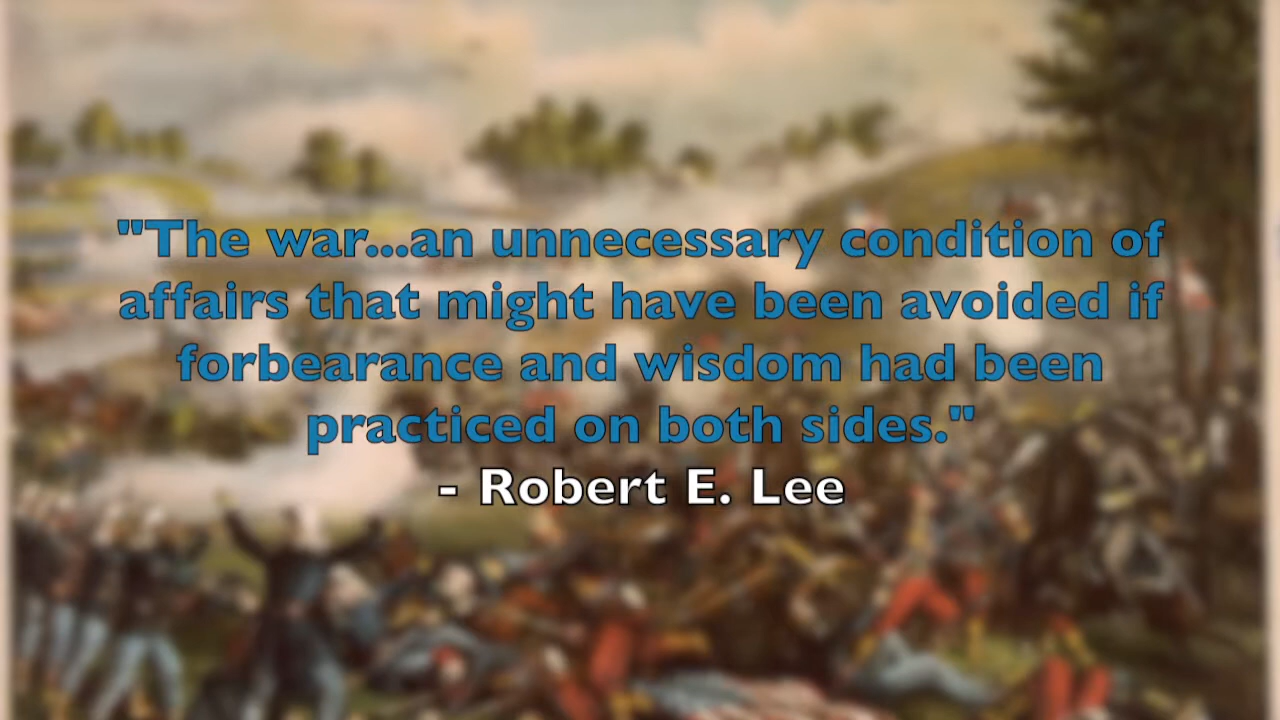 "The war...an unnecessary condition of
affairs that might have been avoided if
forbearance and wisdom had been
practiced on both sides."
- Robert E. Lee